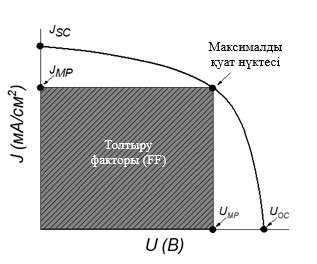 J_SC
Максималды
қуат нүктесі
J_MP
J (мА/см²)
Толтыру
факторы (FF)
U_MP
U_OC
U (В)